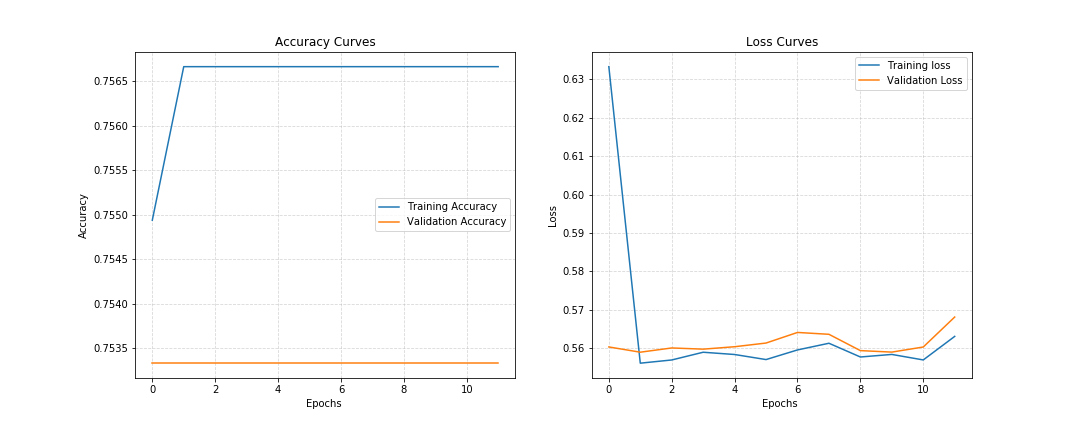 Accuracy Curves
0.7565
0.7560
0.7555
0.7550
0.7545
0.7540
0.7535
Accuracy
Training Accuracy
Validation Accuracy
0 2 4 6 8 10
Epochs
Loss Curves
0.63
0.62
0.61
0.60
0.59
0.58
0.57
0.56
Loss
Training loss
Validation Loss
0 2 4 6 8 10
Epochs